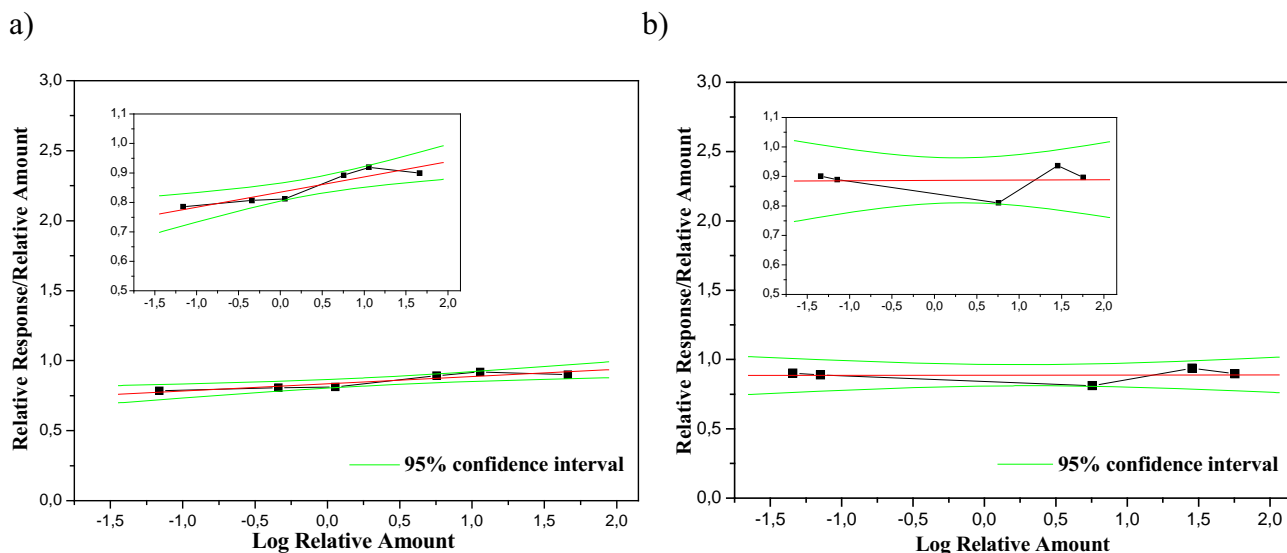 a)
Relative Response/Relative Amount
3,0
2,5
2,0
1,5
1,0
0,5
0,0
1,1
1,0
0,9
0,8
0,7
0,6
0,5
-1,5 -1,0 -0,5 0,0 0,5 1,0 1,5 2,0
95% confidence interval
-1,5 -1,0 -0,5 0,0 0,5 1,0 1,5 2,0
Log Relative Amount
b)
Relative Response/Relative Amount
3,0
2,5
2,0
1,5
1,0
0,5
0,0
1,1
1,0
0,9
0,8
0,7
0,6
0,5
-1,5 -1,0 -0,5 0,0 0,5 1,0 1,5 2,0
95% confidence interval
-1,5 -1,0 -0,5 0,0 0,5 1,0 1,5 2,0
Log Relative Amount